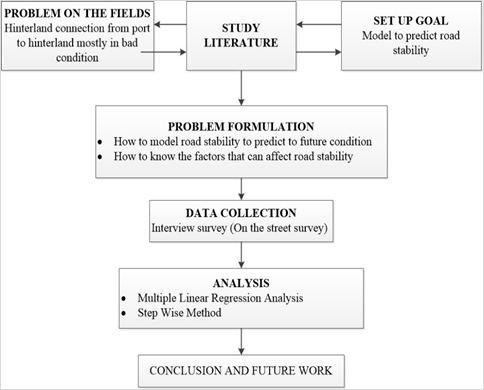 PROBLEM ON THE FIELDS
Hinterland connection from port
to hinterland mostly in bad
condition
STUDY
LITERATURE
SET UP GOAL
Model to predict road
stability
PROBLEM FORMULATION
• How to model road stability to predict to future condition
• How to know the factors that can affect road stability
DATA COLLECTION
Interview survey (On the street survey)
ANALYSIS
• Multiple Linear Regression Analysis
• Step Wise Method
CONCLUSION AND FUTURE WORK